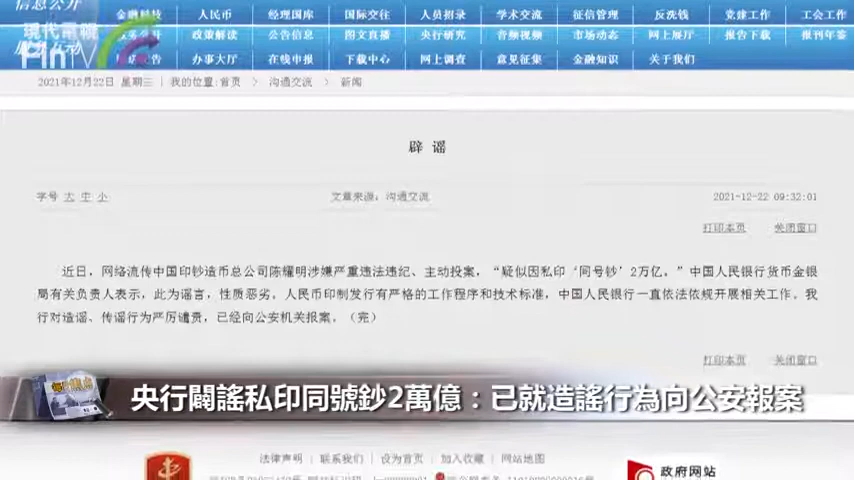 信息公开
金融科技 人民币 经理国库 国际交往 人员招录 学术交流 征信管理 反洗钱 党建工作 工会工作
現代電視
政策解读 公告信息 图文直播 央行研究 音频视频 市场动态 网上展厅 报告下载 报刊年鉴
FinTV
办事大厅 在线申报 下载中心 网上调查 意见征集 金融知识 关于我们
2021年12月22日 星期三 | 我的位置:首页 > 沟通交流 > 新闻
辟 谣
字号 大 中 小 文章来源：沟通交流 2021-12-22 09:32:01
打印本页 关闭窗口
近日，网络流传中国印钞造币总公司陈耀明涉嫌严重违法违纪、主动投案，“疑似因私印‘同号钞’2万亿。”中国人民银行货币金银
局有关负责人表示，此为谣言，性质恶劣。人民币印制发行有严格的工作程序和技术标准，中国人民银行一直依法依规开展相关工作。我
行对造谣、传谣行为严厉谴责，已经向公安机关报案。（完）
打印本页 关闭窗口
央行闢謠私印同號鈔2萬億：已就造謠行為向公安報案
法律声明 | 联系我们 | 设为首页 | 加入收藏 | 网站地图
政府网站